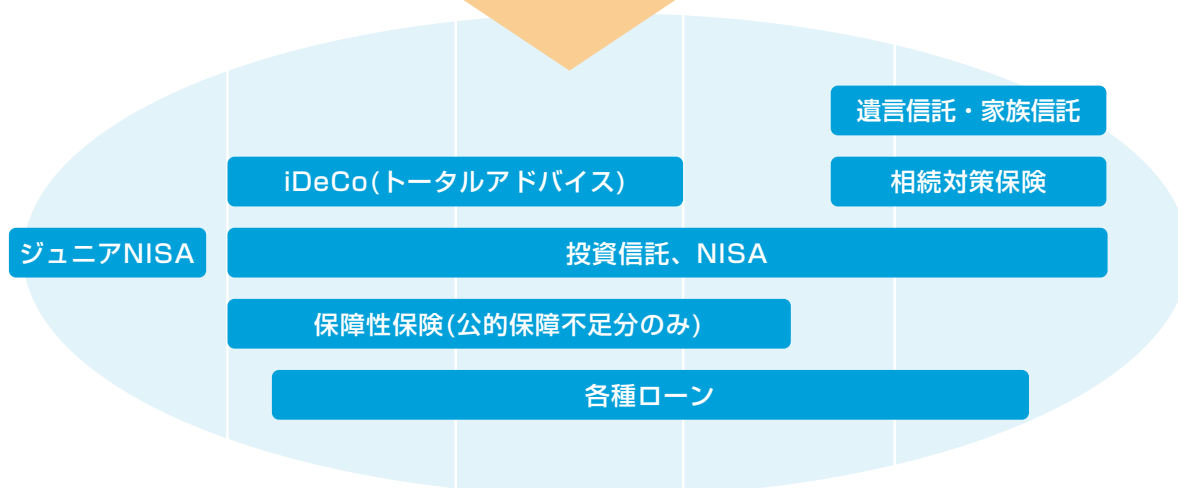 遺言信託・家族信託
iDeCo(トータルアドバイス)
相続対策保険
ジュニアNISA
投資信託、NISA
保障性保険(公的保障不足分のみ)
各種ローン